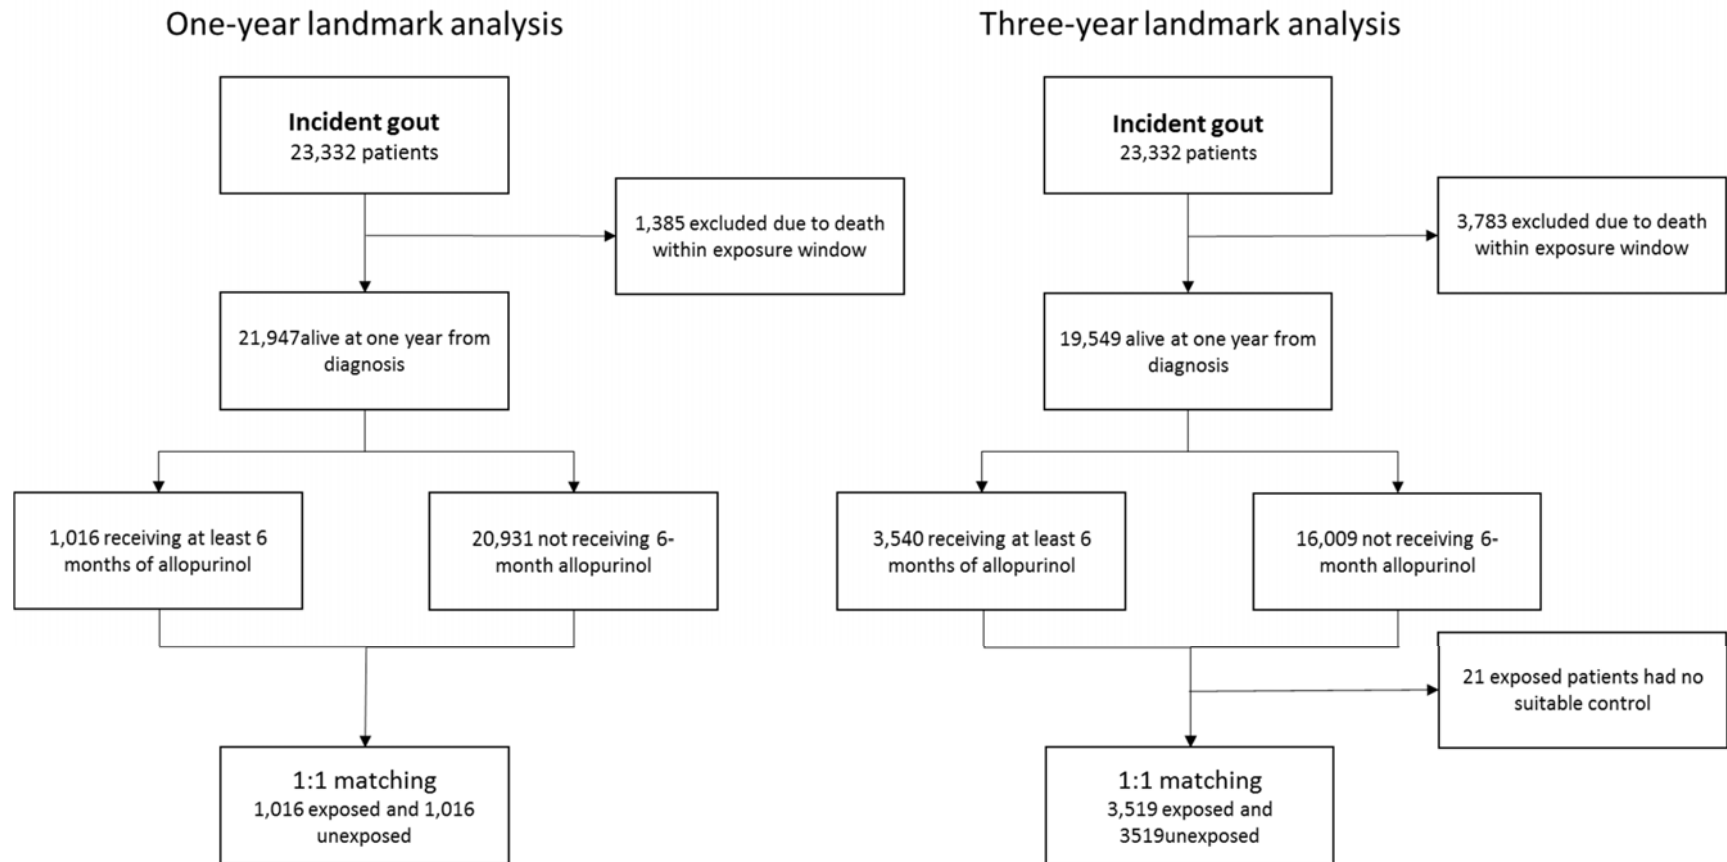 One-year landmark analysis
Incident gout
23,332 patients
1,385 excluded due to death
within exposure window
21,947alive at one year from
diagnosis
1,016 receiving at least 6
months of allopurinol
20,931 not receiving 6-
month allopurinol
1:1 matching
1,016 exposed and 1,016
unexposed
Three-year landmark analysis
Incident gout
23,332 patients
3,783 excluded due to death
within exposure window
19,549 alive at one year from
diagnosis
3,540 receiving at least 6
months of allopurinol
16,009 not receiving 6-
month allopurinol
21 exposed patients had no
suitable control
1:1 matching
3,519 exposed and
3519unexposed